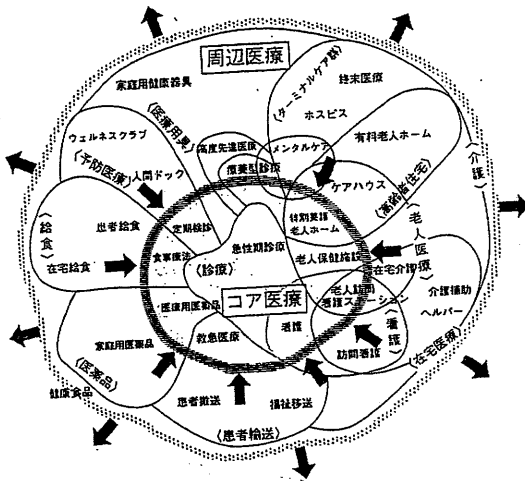 周辺医療
家庭用健康器具
〈ターミナルケア群〉
終末医療
ホスピス
〈医療用具〉
ウェルネスクラブ
高度先進医療
メンタルケア
有料老人ホーム
〈予防医療〉
人間ドック
療養型診療
ケアハウス
〈高齢者住宅〉
〈介護〉
〈給食〉
患者給食
定期検診
特別養護
老人ホーム
急性期診療
食事療法
〈診療〉
老人保健施設
〈老人医療〉
在宅給食
在宅介護
コア医療
老人訪問
看護ステーション
医療用医薬品
介護補助
ヘルパー
看護
〈看護〉
救急医療
家庭用医薬品
訪問看護
〈在宅医療〉
〈医薬品〉
健康食品
患者搬送
福祉移送
〈患者輸送〉